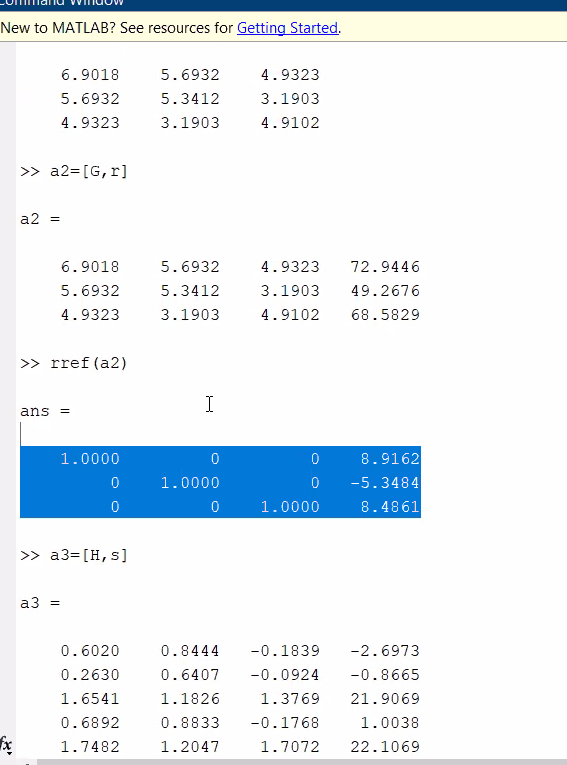 Command Window
New to MATLAB? See resources for Getting Started.
6.9018 5.6932 4.9323
5.6932 5.3412 3.1903
4.9323 3.1903 4.9102
>> a2=[G,r]
a2 =
6.9018 5.6932 4.9323 72.9446
5.6932 5.3412 3.1903 49.2676
4.9323 3.1903 4.9102 68.5829
>> rref(a2)
ans =
1.0000 0 0 8.9162
0 1.0000 0 -5.3484
0 0 1.0000 8.4861
>> a3=[H,s]
a3 =
0.6020 0.8444 -0.1839 -2.6973
0.2630 0.6407 -0.0924 -0.8665
1.6541 1.1826 1.3769 21.9069
0.6892 0.8833 -0.1768 1.0038
fx 1.7482 1.2047 1.7072 22.1069